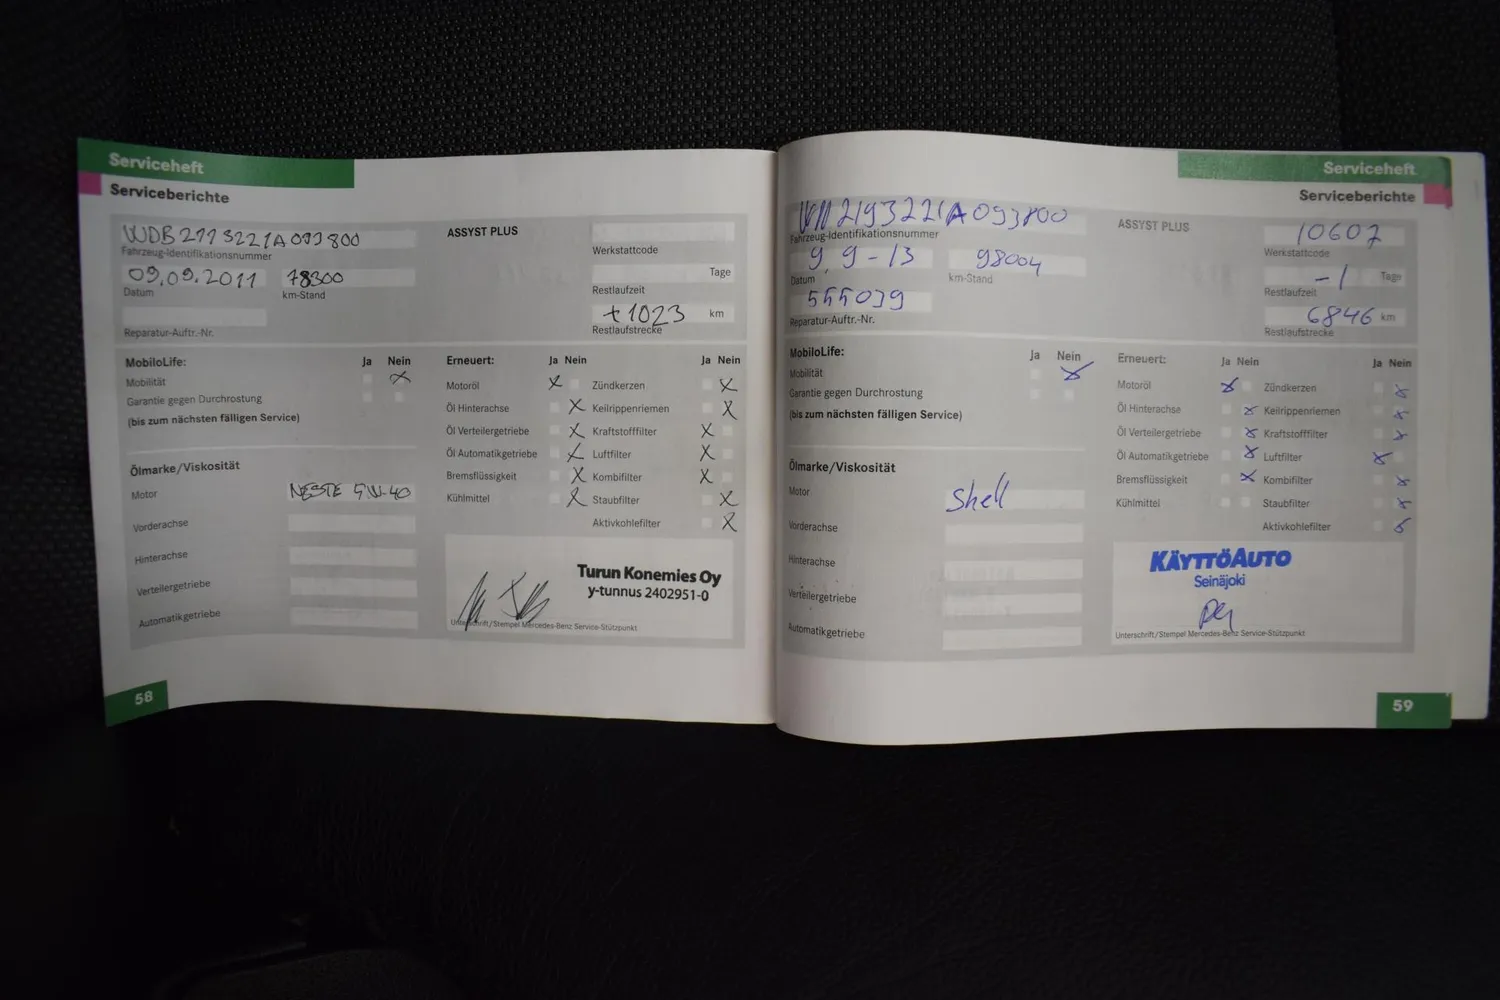 Serviceheft
Serviceberichte
WDB2193221A093800
Fahrzeug-Identifikationsnummer
09.09.2011 78300
Datum km-Stand
Reparatur-Auftr.-Nr.
ASSYST PLUS
Werkstattcode
Tage
Restlaufzeit
+1023 km
Restlaufstrecke
MobiloLife: Ja Nein
Mobilität X
Garantie gegen Durchrostung
(bis zum nächsten fälligen Service)
Ölmarke/Viskosität
Motor NESTE 5W-40
Vorderachse
Hinterachse
Verteilergetriebe
Automatikgetriebe
Erneuert: Ja Nein Ja Nein
Motoröl X Zündkerzen X
Öl Hinterachse X Keilrippenriemen X
Öl Verteilergetriebe X Kraftstofffilter X
Öl Automatikgetriebe X Luftfilter X
Bremsflüssigkeit X Kombifilter X
Kühlmittel X Staubfilter X
Aktivkohlefilter X
Turun Konemies Oy
y-tunnus 2402951-0
Unterschrift/Stempel Mercedes-Benz Service-Stützpunkt
58
Serviceheft
Serviceberichte
2193221A093800
Fahrzeug-Identifikationsnummer
9.9-13 98004
Datum km-Stand
555039
Reparatur-Auftr.-Nr.
ASSYST PLUS
10607
Werkstattcode
-1 Tage
Restlaufzeit
6846 km
Restlaufstrecke
MobiloLife: Ja Nein
Mobilität X
Garantie gegen Durchrostung
(bis zum nächsten fälligen Service)
Ölmarke/Viskosität
Motor Shell
Vorderachse
Hinterachse
Verteilergetriebe
Automatikgetriebe
Erneuert: Ja Nein Ja Nein
Motoröl X Zündkerzen X
Öl Hinterachse X Keilrippenriemen X
Öl Verteilergetriebe X Kraftstofffilter X
Öl Automatikgetriebe X Luftfilter X
Bremsflüssigkeit X Kombifilter X
Kühlmittel Staubfilter X
Aktivkohlefilter X
KÄYTTÖAUTO
Seinäjoki
Unterschrift/Stempel Mercedes-Benz Service-Stützpunkt
59